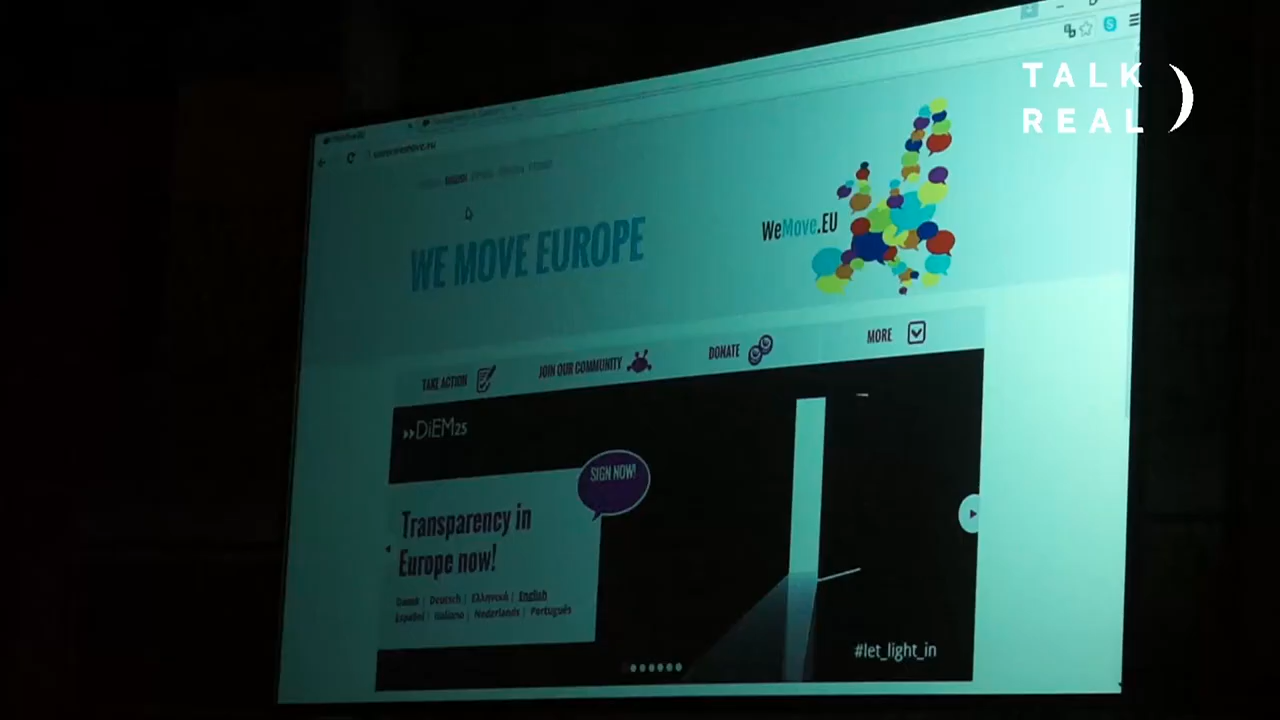 TALK
REAL
WE MOVE EUROPE
WeMove.EU
TAKE ACTION
JOIN OUR COMMUNITY
DONATE
MORE
DiEM25
SIGN NOW!
Transparency in
Europe now!
Dansk | Deutsch | Ελληνικά | English
Español | Italiano | Nederlands | Português
#let_light_in